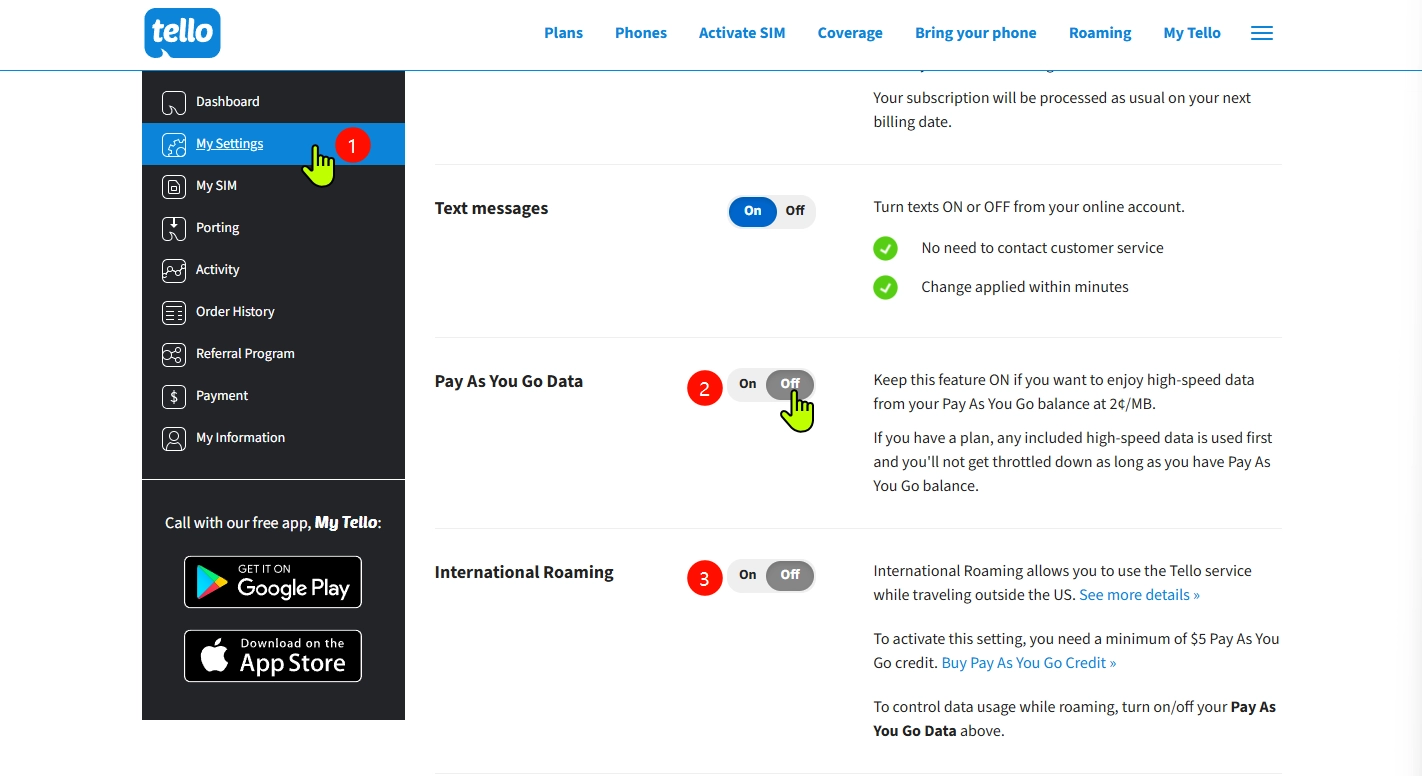 tello
Plans
Phones
Activate SIM
Coverage
Bring your phone
Roaming
My Tello
Dashboard
My Settings
1
My SIM
Porting
Activity
Order History
Referral Program
$
Payment
My Information
Call with our free app, My Tello:
GET IT ON
Google Play
Download on the
App Store
Your subscription will be processed as usual on your next
billing date.
Text messages
On
Off
Turn texts ON or OFF from your online account.
No need to contact customer service
Change applied within minutes
Pay As You Go Data
2
On
Off
Keep this feature ON if you want to enjoy high-speed data
from your Pay As You Go balance at 2¢/MB.
If you have a plan, any included high-speed data is used first
and you'll not get throttled down as long as you have Pay As
You Go balance.
International Roaming
3
On
Off
International Roaming allows you to use the Tello service
while traveling outside the US. See more details »
To activate this setting, you need a minimum of $5 Pay As You
Go credit. Buy Pay As You Go Credit »
To control data usage while roaming, turn on/off your Pay As
You Go Data above.